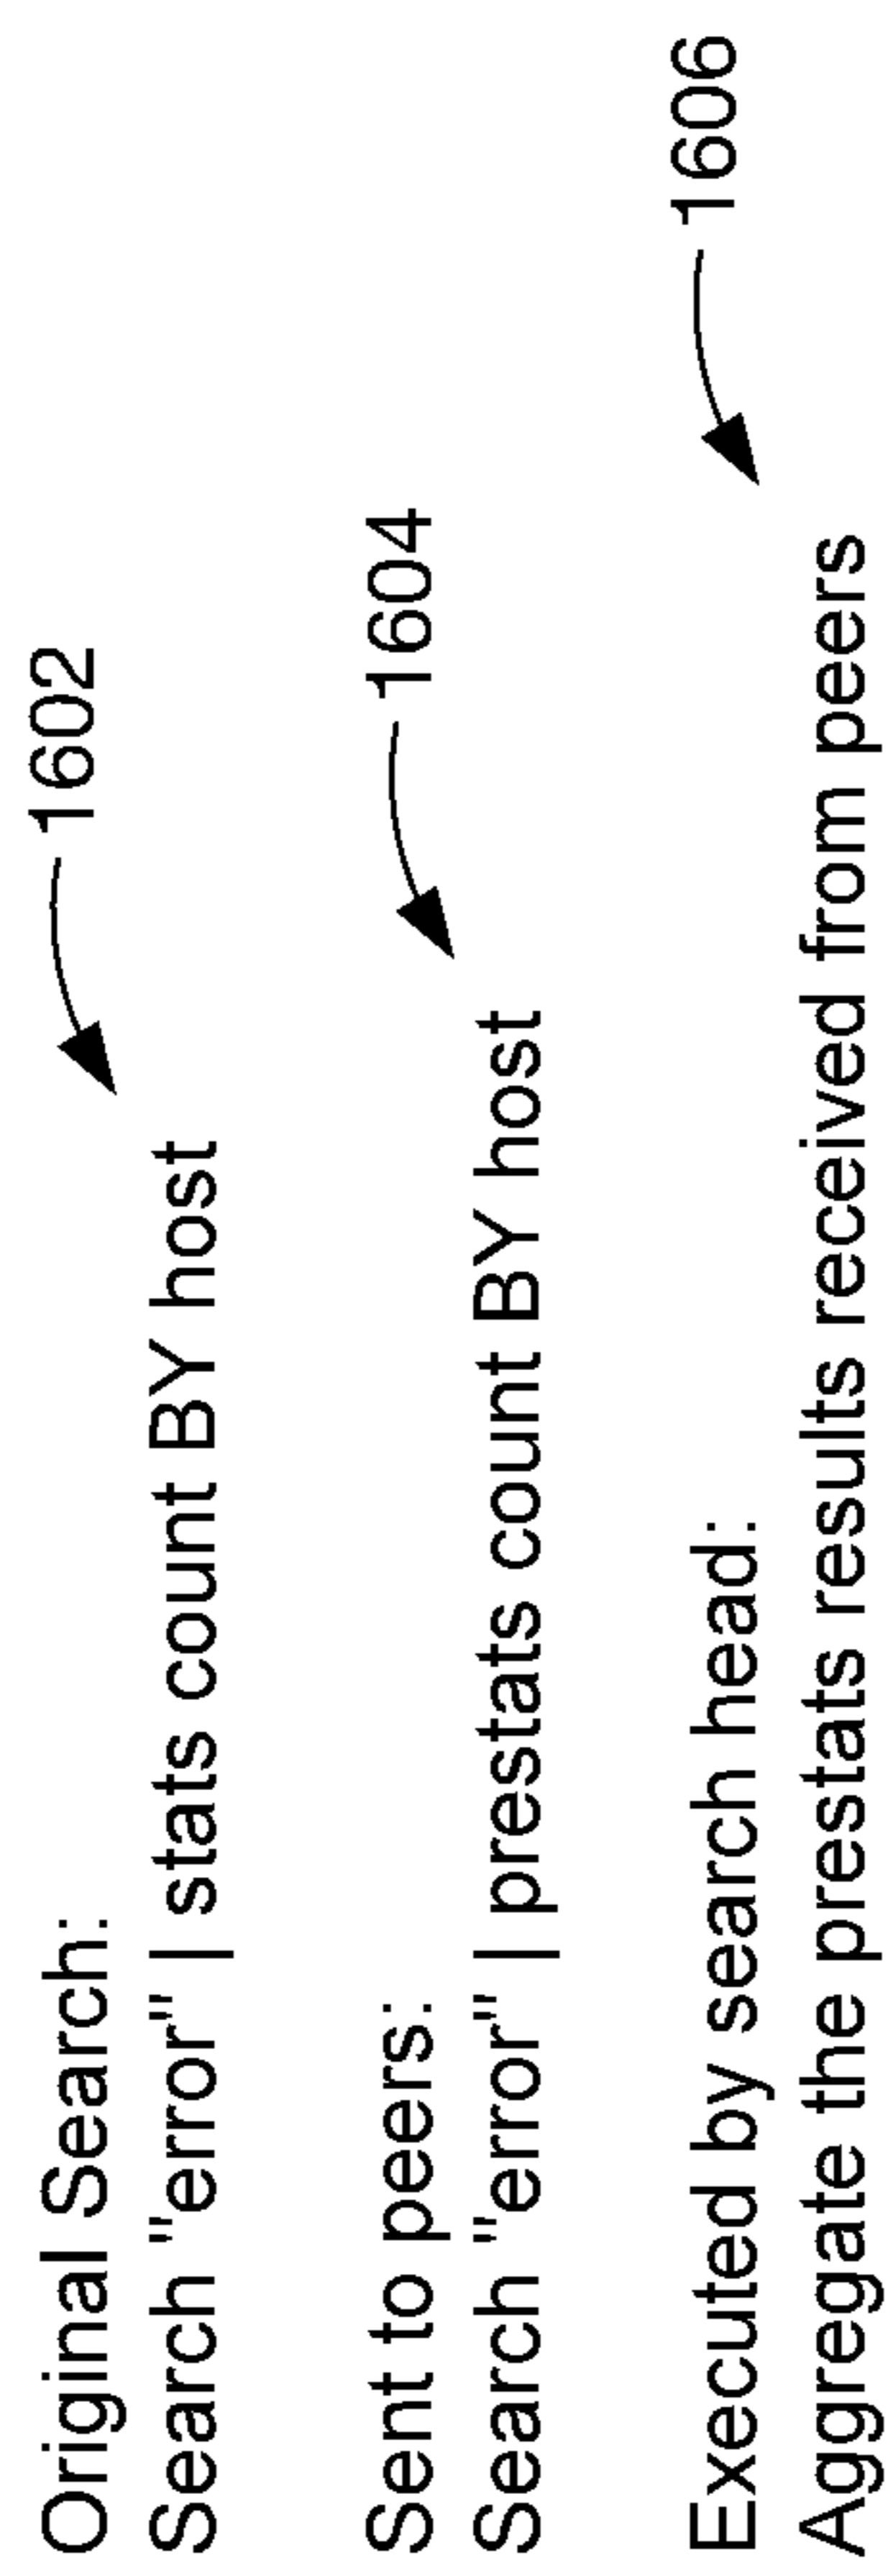 Original Search: 1602
Search "error" | stats count BY host
Sent to peers: 1604
Search "error" | prestats count BY host
Executed by search head: 1606
Aggregate the prestats results received from peers